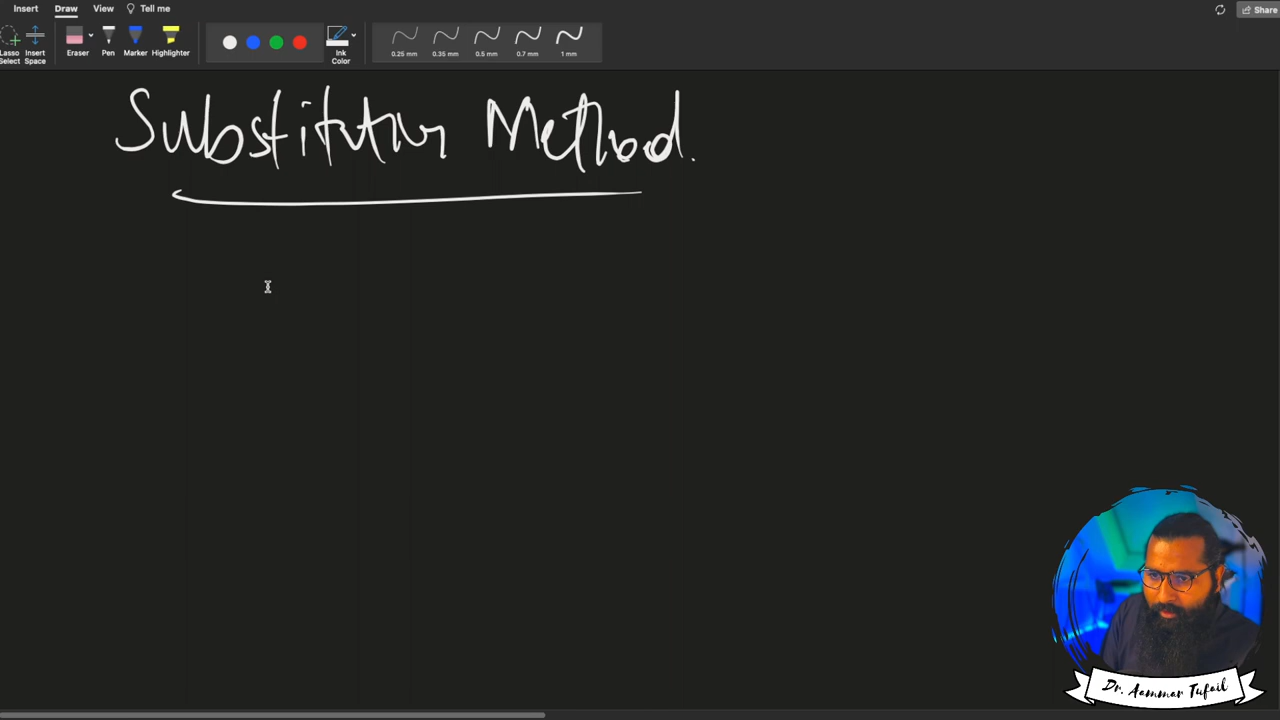 Insert Draw View Tell me Share
Lasso Select Insert Space Eraser Pen Marker Highlighter Ink Color 0.25 mm 0.35 mm 0.5 mm 0.7 mm 1 mm
Substitution Method.
Dr. Aammar Tufail